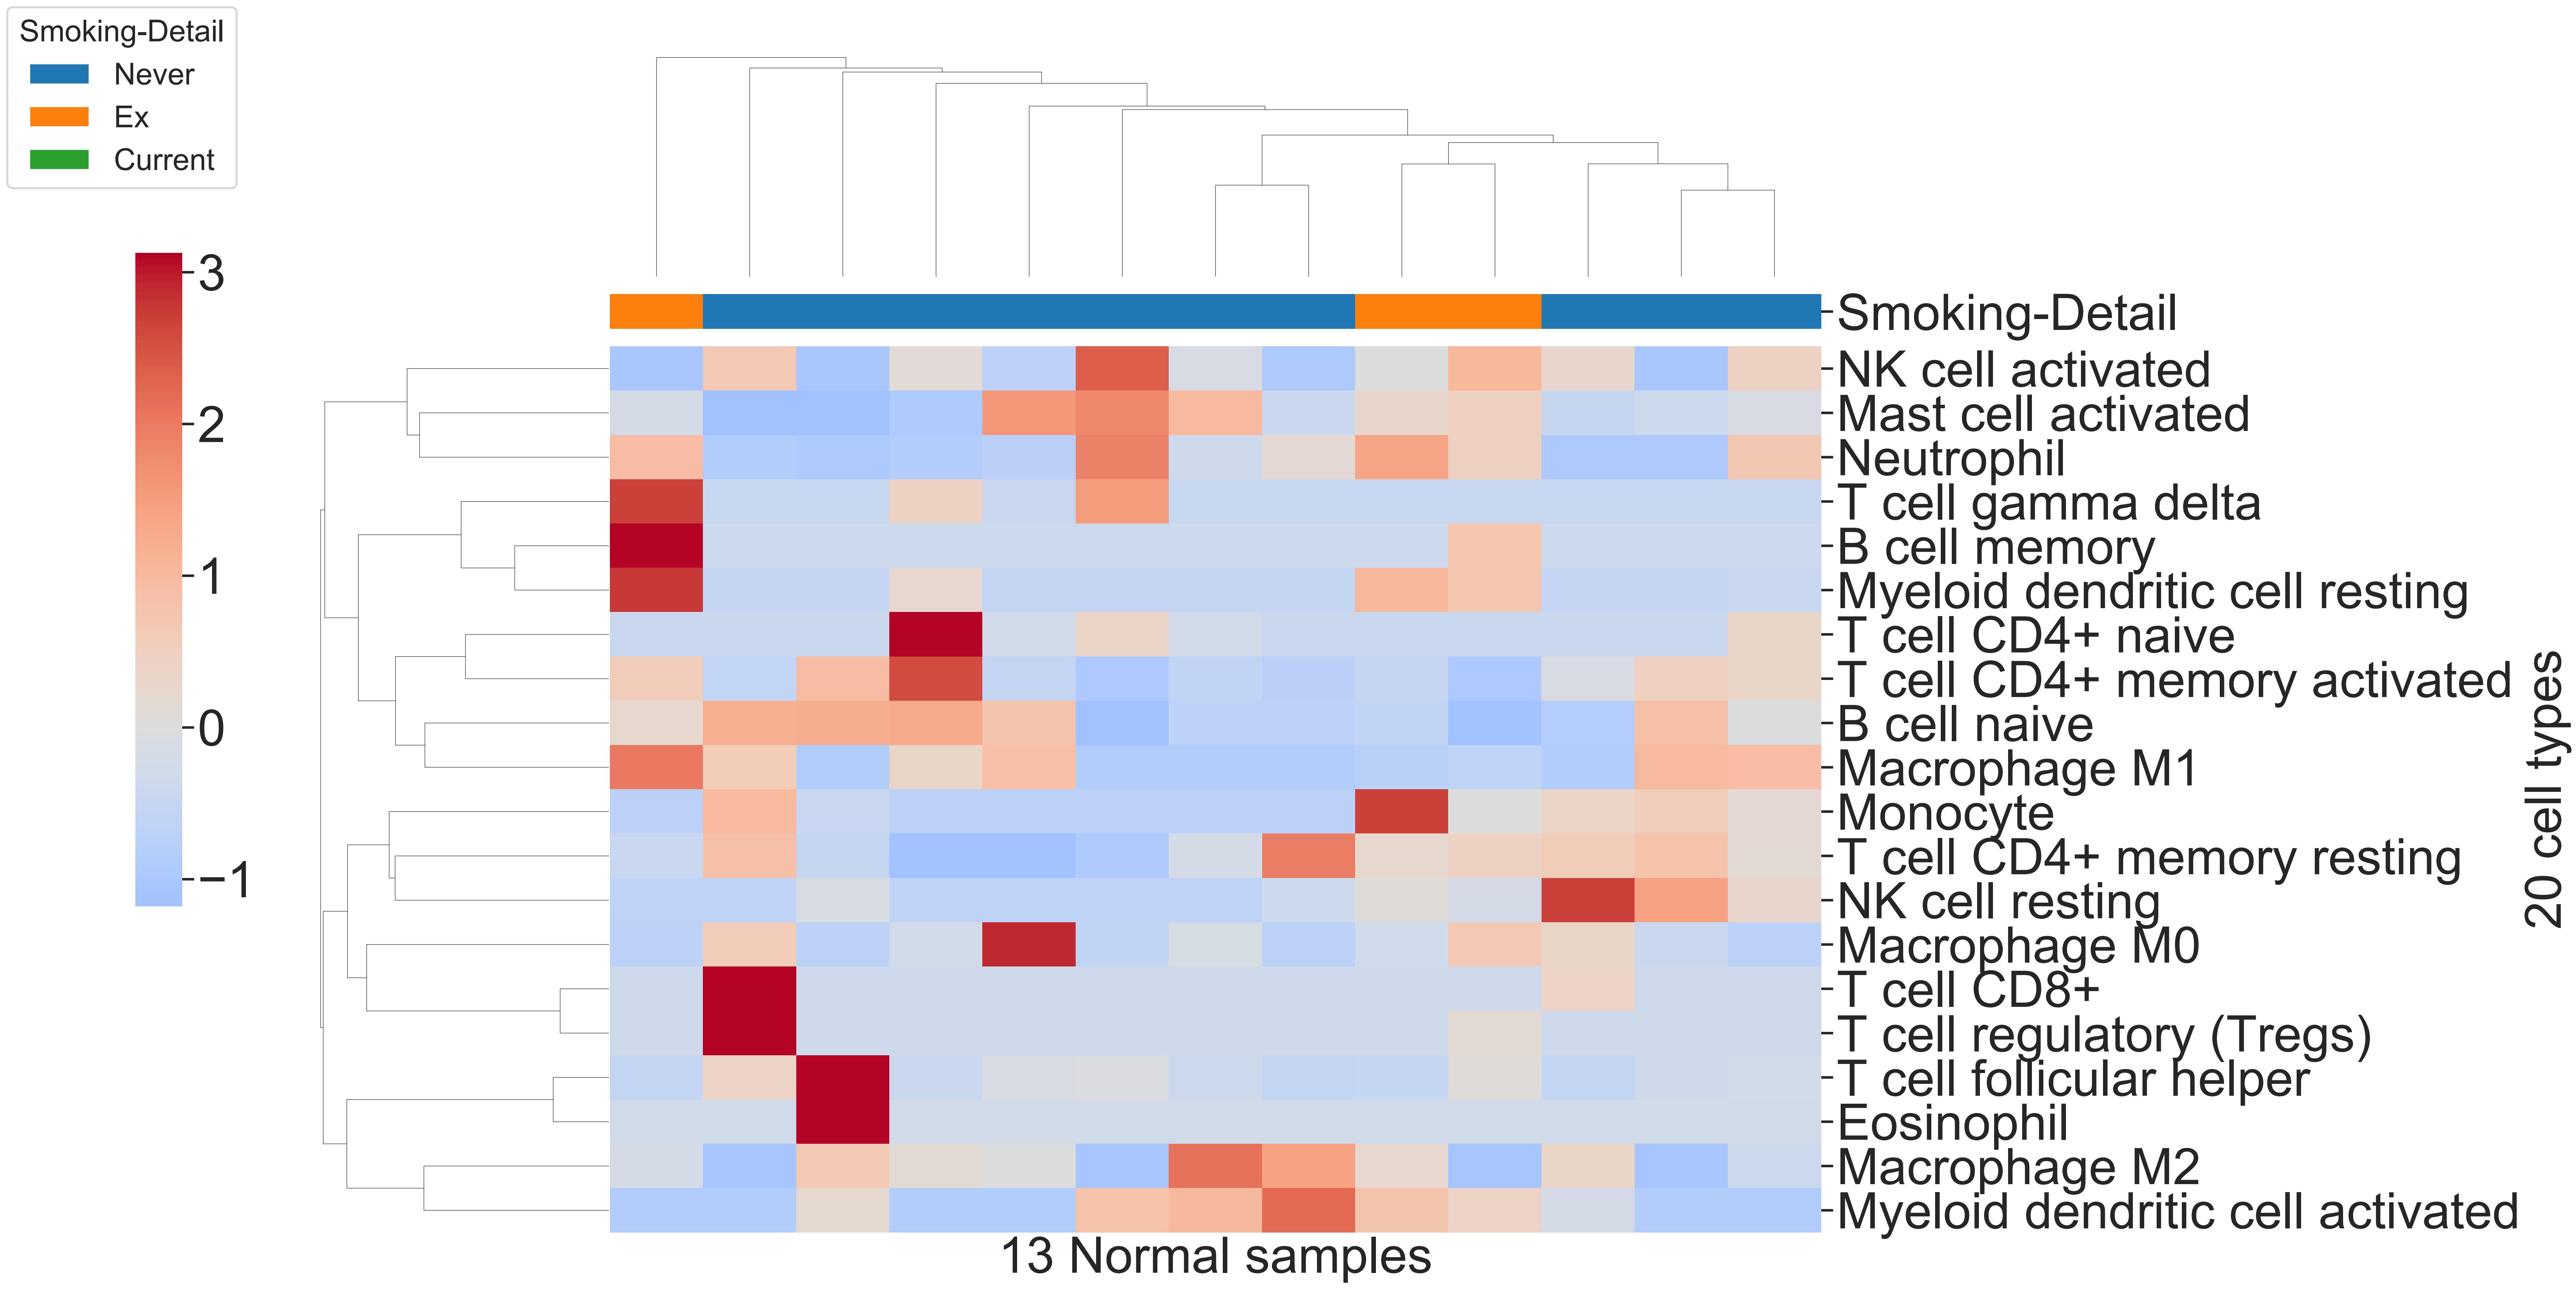 Smoking-Detail
Never
Ex
Current
3
2
1
0
−1
Smoking-Detail
NK cell activated
Mast cell activated
Neutrophil
T cell gamma delta
B cell memory
Myeloid dendritic cell resting
T cell CD4+ naive
T cell CD4+ memory activated
B cell naive
Macrophage M1
Monocyte
T cell CD4+ memory resting
NK cell resting
Macrophage M0
T cell CD8+
T cell regulatory (Tregs)
T cell follicular helper
Eosinophil
Macrophage M2
Myeloid dendritic cell activated
20 cell types
13 Normal samples